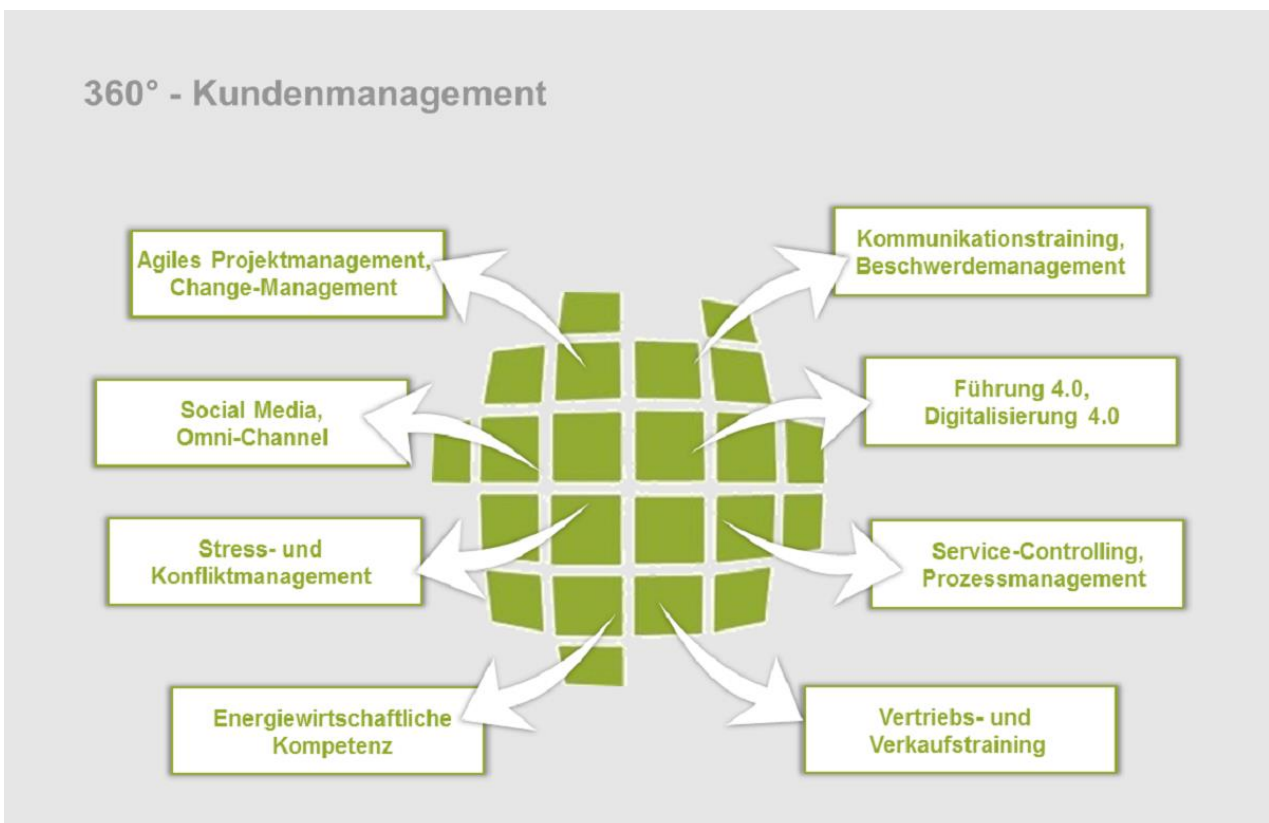 360° - Kundenmanagement
Agiles Projektmanagement,
Change-Management
Kommunikationstraining,
Beschwerdemanagement
Social Media,
Omni-Channel
Führung 4.0,
Digitalisierung 4.0
Stress- und
Konfliktmanagement
Service-Controlling,
Prozessmanagement
Energiewirtschaftliche
Kompetenz
Vertriebs- und
Verkaufstraining